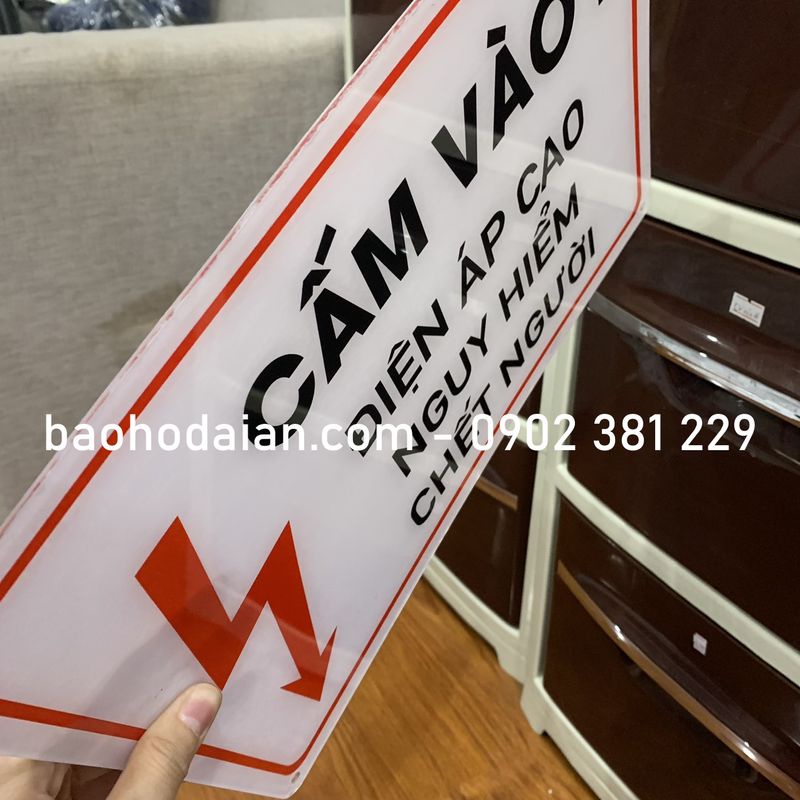 CẤM VÀO!
ĐIỆN ÁP CAO
NGUY HIỂM
CHẾT NGƯỜI
baohodaian.com - 0902 381 229